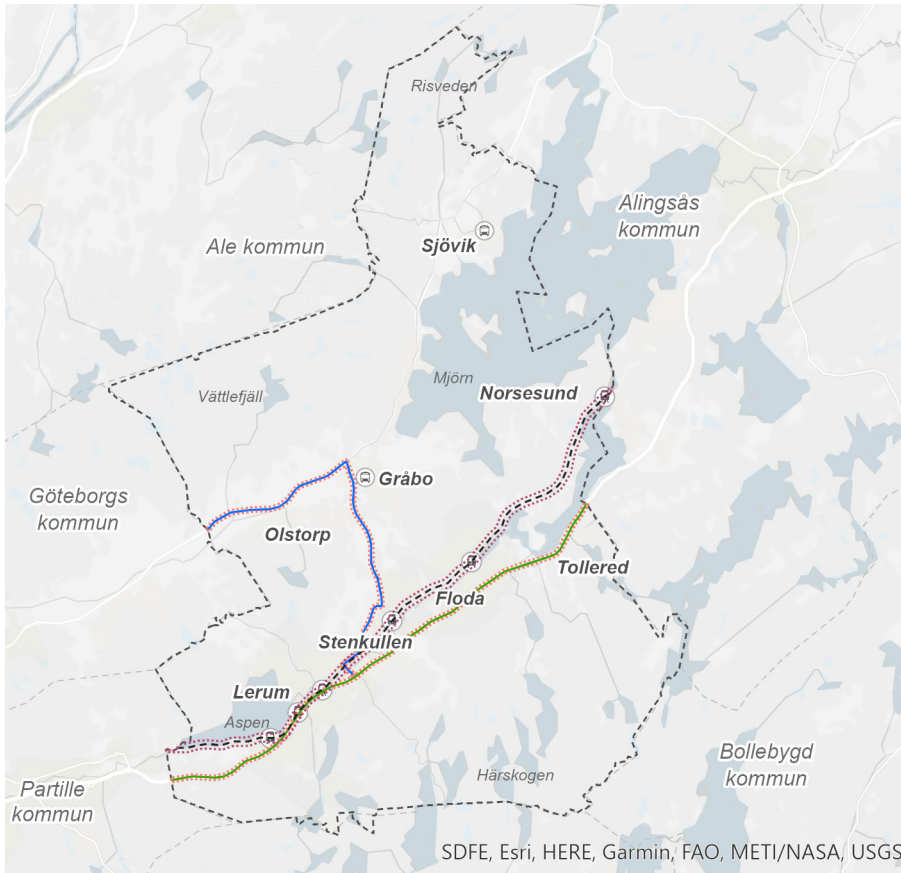 Risveden
Alingsås
kommun
Ale kommun
Sjövik
Mjörn
Norsesund
Vättlefjäll
Gråbo
Göteborgs
kommun
Olstorp
Tollered
Floda
Stenkullen
Lerum
Aspen
Bollebygd
kommun
Härskogen
Partille
kommun
SDFE, Esri, HERE, Garmin, FAO, METI/NASA, USGS